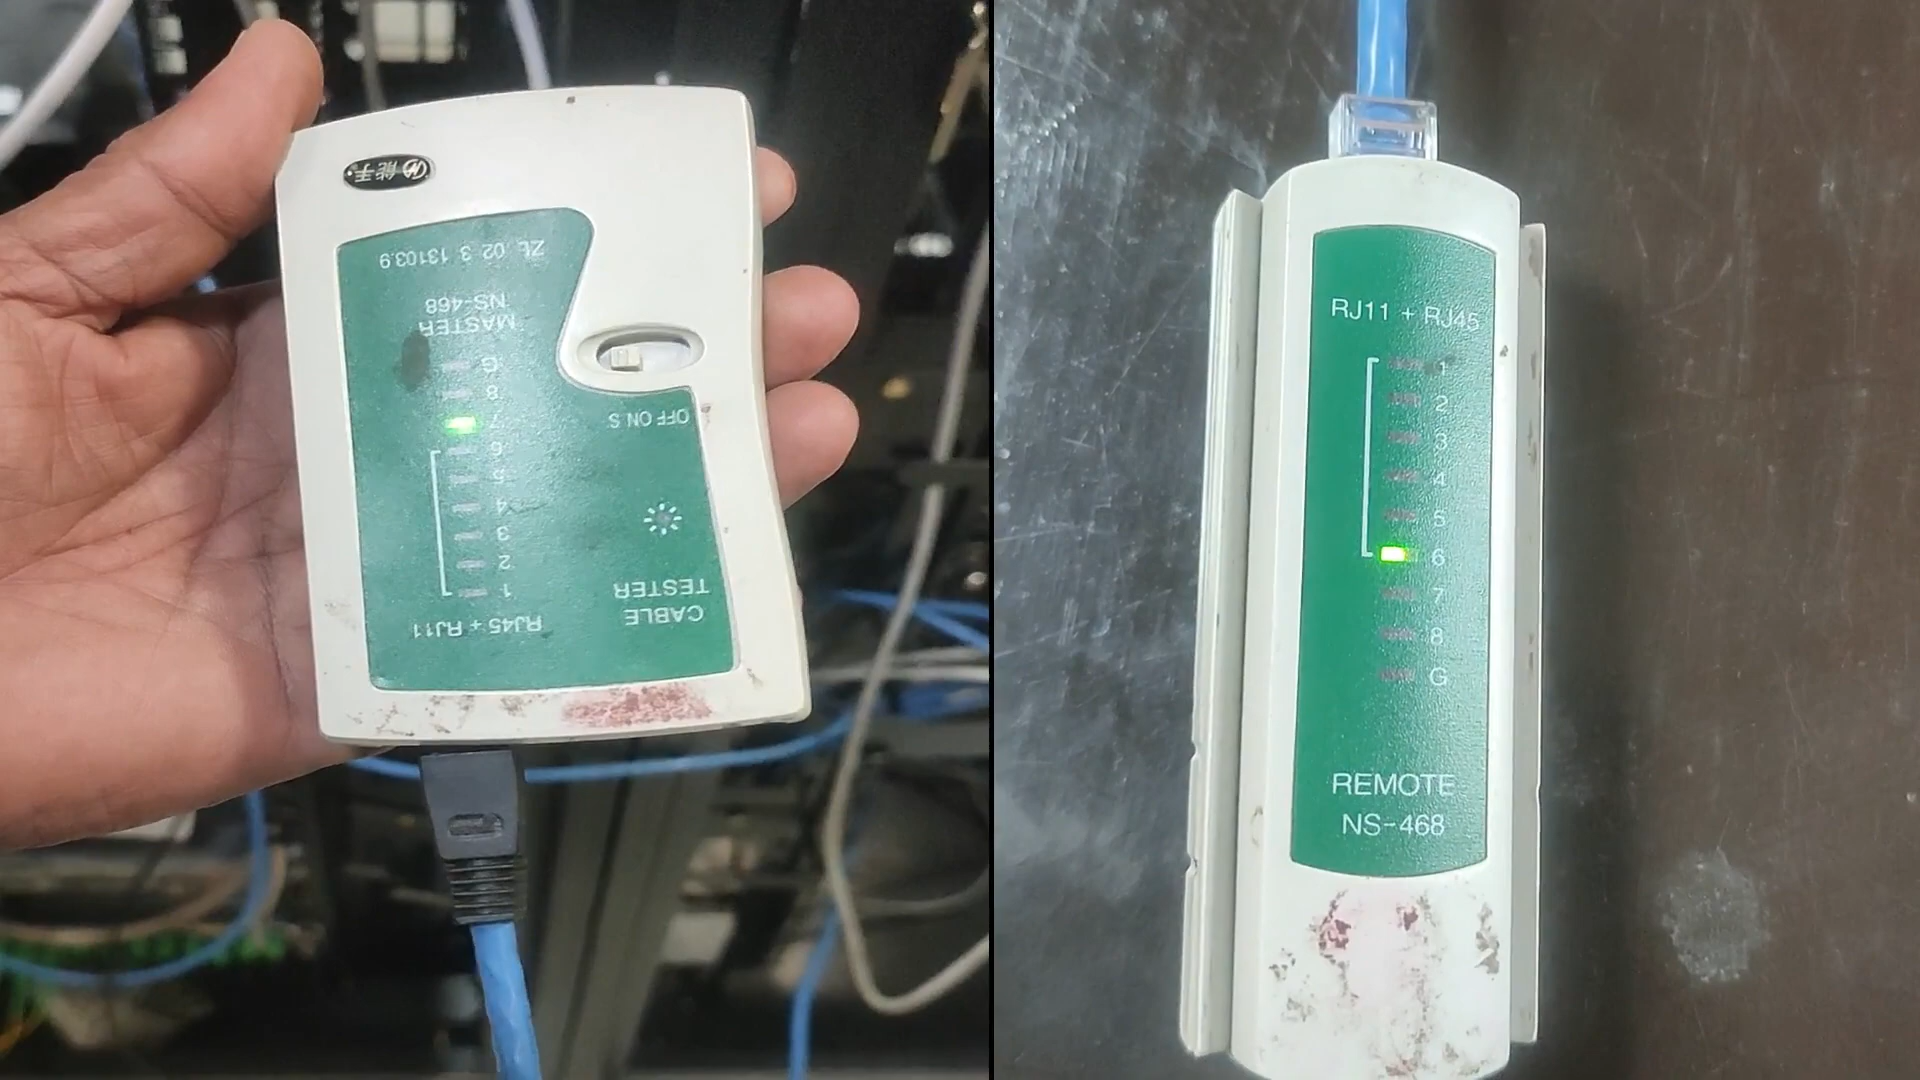 能手
ZL 02 3 13103.9
MASTER
NS-468
G
8
7
6
5
4
3
2
1
RJ45 + RJ11
OFF ON S
CABLE
TESTER
RJ11 + RJ45
1
2
3
4
5
6
7
8
G
REMOTE
NS-468